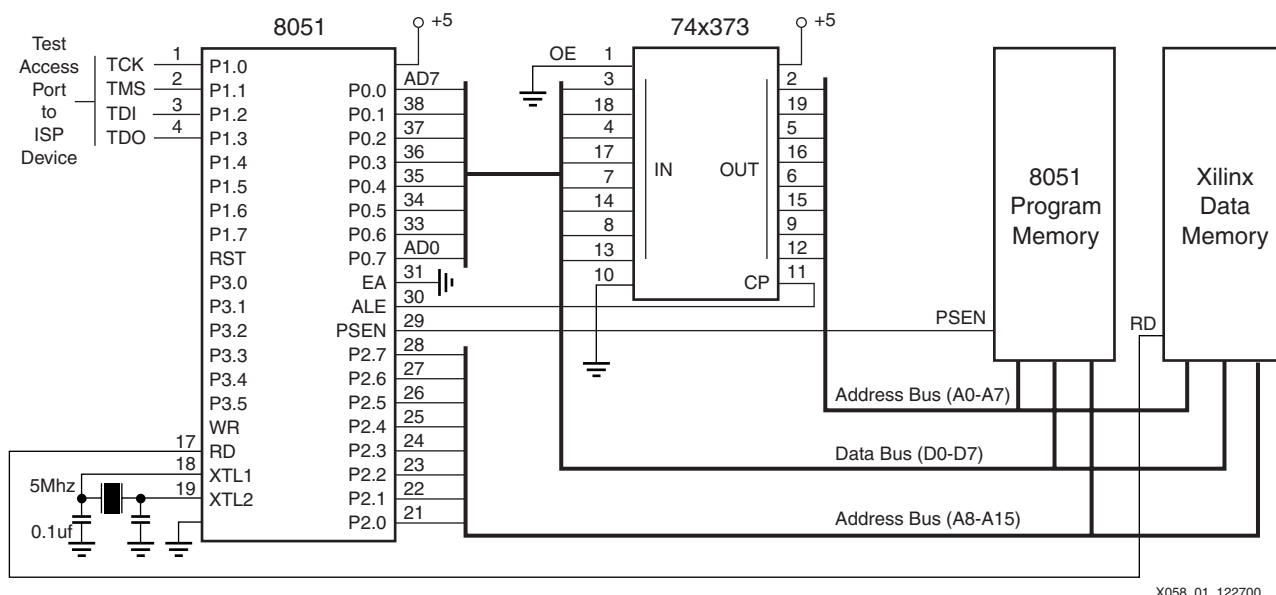 8051
+5
74x373
+5
Test
Access
Port
to
ISP
Device
TCK 1 P1.0
TMS 2 P1.1
TDI 3 P1.2
TDO 4 P1.3
P1.4
P1.5
P1.6
P1.7
RST
P3.0
P3.1
P3.2
P3.3
P3.4
P3.5
WR
17 RD
18 XTL1
19 XTL2
5Mhz
0.1uf
P0.0 AD7
P0.1 38
P0.2 37
P0.3 36
P0.4 35
P0.5 34
P0.6 33
P0.7 AD0
EA 31
ALE 30
PSEN 29
P2.7 28
P2.6 27
P2.5 26
P2.4 25
P2.3 24
P2.2 23
P2.1 22
P2.0 21
OE 1
3
18
4
17
7
14
8
13
10
IN OUT
CP
2
19
5
16
6
15
9
12
11
PSEN
8051
Program
Memory
RD
Xilinx
Data
Memory
Address Bus (A0-A7)
Data Bus (D0-D7)
Address Bus (A8-A15)
X058_01_122700